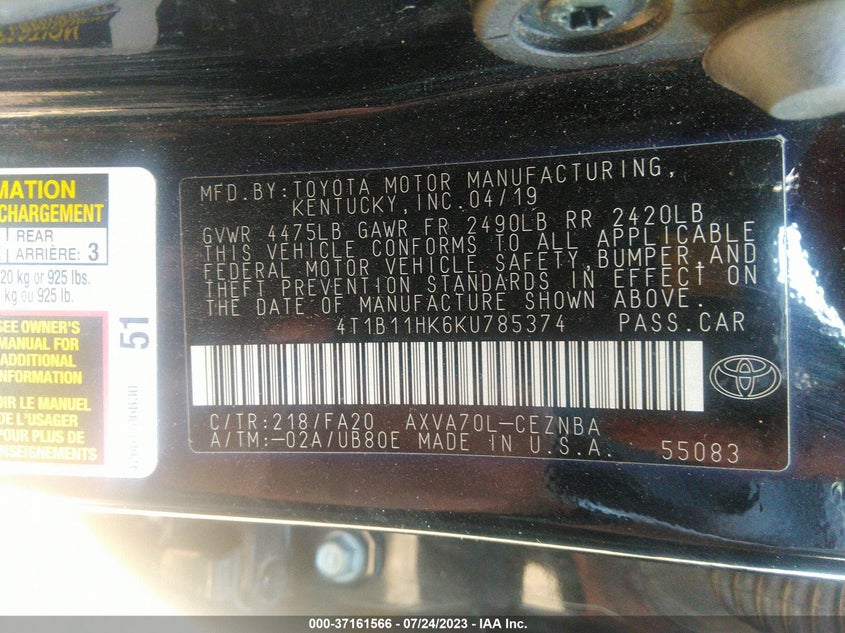 MATION
CHARGEMENT
REAR
ARRIÈRE: 3
20 kg or 925 lbs.
kg ou 925 lb.
SEE OWNER'S
MANUAL FOR
ADDITIONAL
INFORMATION
OIR LE MANUEL
DE L'USAGER
POUR PLUS DE
SEIGNEMENTS
51
MFD.BY:TOYOTA MOTOR MANUFACTURING,
KENTUCKY,INC.04/19
GVWR 4475LB GAWR FR 2490LB RR 2420LB
THIS VEHICLE CONFORMS TO ALL APPLICABLE
FEDERAL MOTOR VEHICLE SAFETY,BUMPER,AND
THEFT PREVENTION STANDARDS IN EFFECT ON
THE DATE OF MANUFACTURE SHOWN ABOVE.
4T1B11HK6KU785374 PASS.CAR
C/TR:218/FA20 AXVA70L-CEZNBA
A/TM:-02A/UB80E MADE IN U.S.A. 55083
000-37161566 - 07/24/2023 - IAA, Inc.